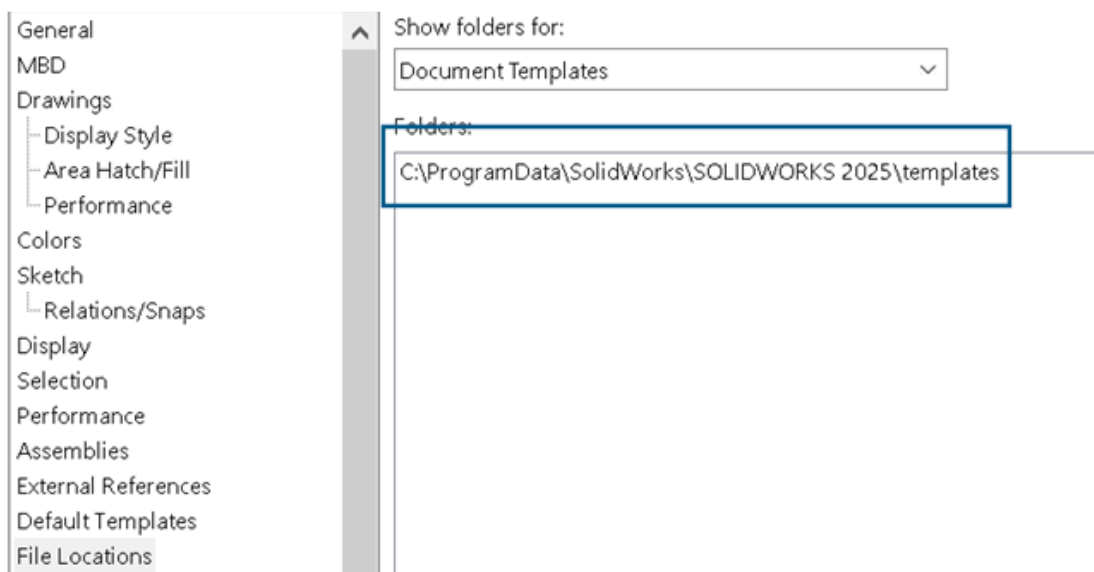 General
MBD
Drawings
Display Style
Area Hatch/Fill
Performance
Colors
Sketch
Relations/Snaps
Display
Selection
Performance
Assemblies
External References
Default Templates
File Locations
Show folders for:
Document Templates
Folders:
C:\ProgramData\SolidWorks\SOLIDWORKS 2025\templates